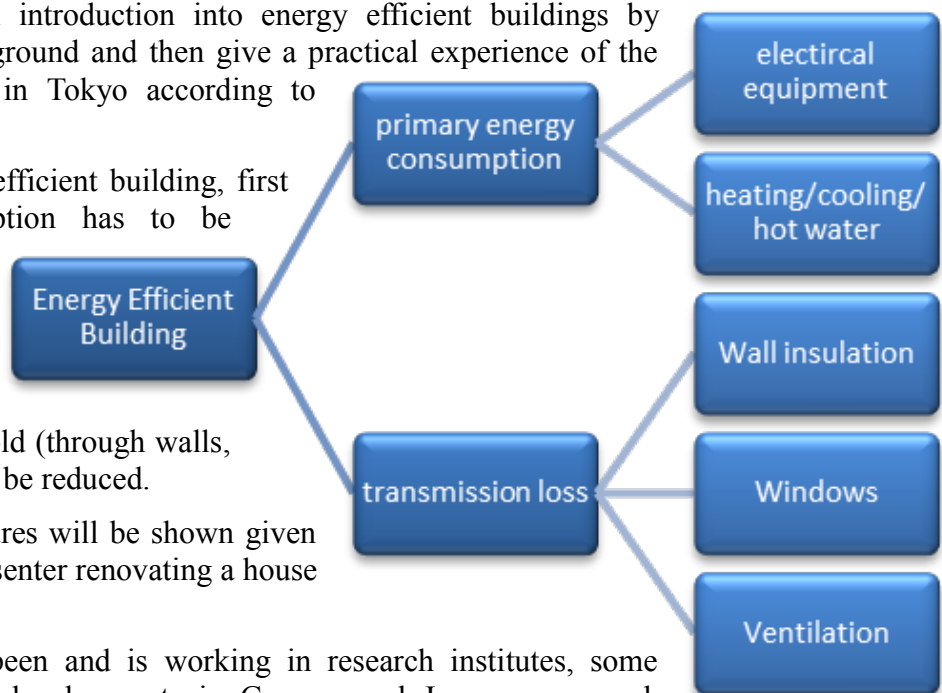 introduction into energy efficient buildings by
ground and then give a practical experience of the
in Tokyo according to
efficient building, first
ption has to be
old (through walls,
be reduced.
res will be shown given
senter renovating a house
been and is working in research institutes, some
Energy Efficient
Building
primary energy
consumption
electircal
equipment
heating/cooling/
hot water
transmission loss
Wall insulation
Windows
Ventilation